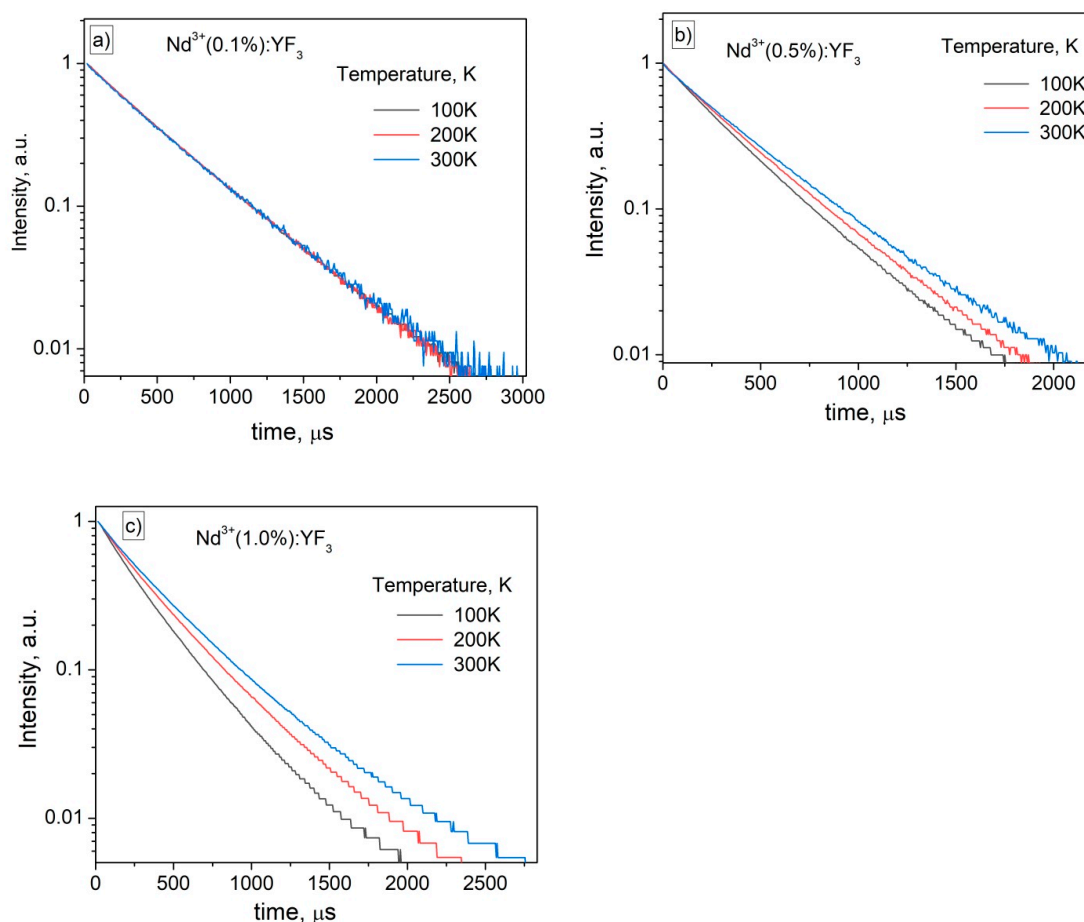 a)
Nd³⁺(0.1%):YF₃
Temperature, K
100K
200K
300K
Intensity, a.u.
1
0.1
0.01
0 500 1000 1500 2000 2500 3000
time, μs
b)
Nd³⁺(0.5%):YF₃
Temperature, K
100K
200K
300K
Intensity, a.u.
1
0.1
0.01
0 500 1000 1500 2000
time, μs
c)
Nd³⁺(1.0%):YF₃
Temperature, K
100K
200K
300K
Intensity, a.u.
1
0.1
0.01
0 500 1000 1500 2000 2500
time, μs